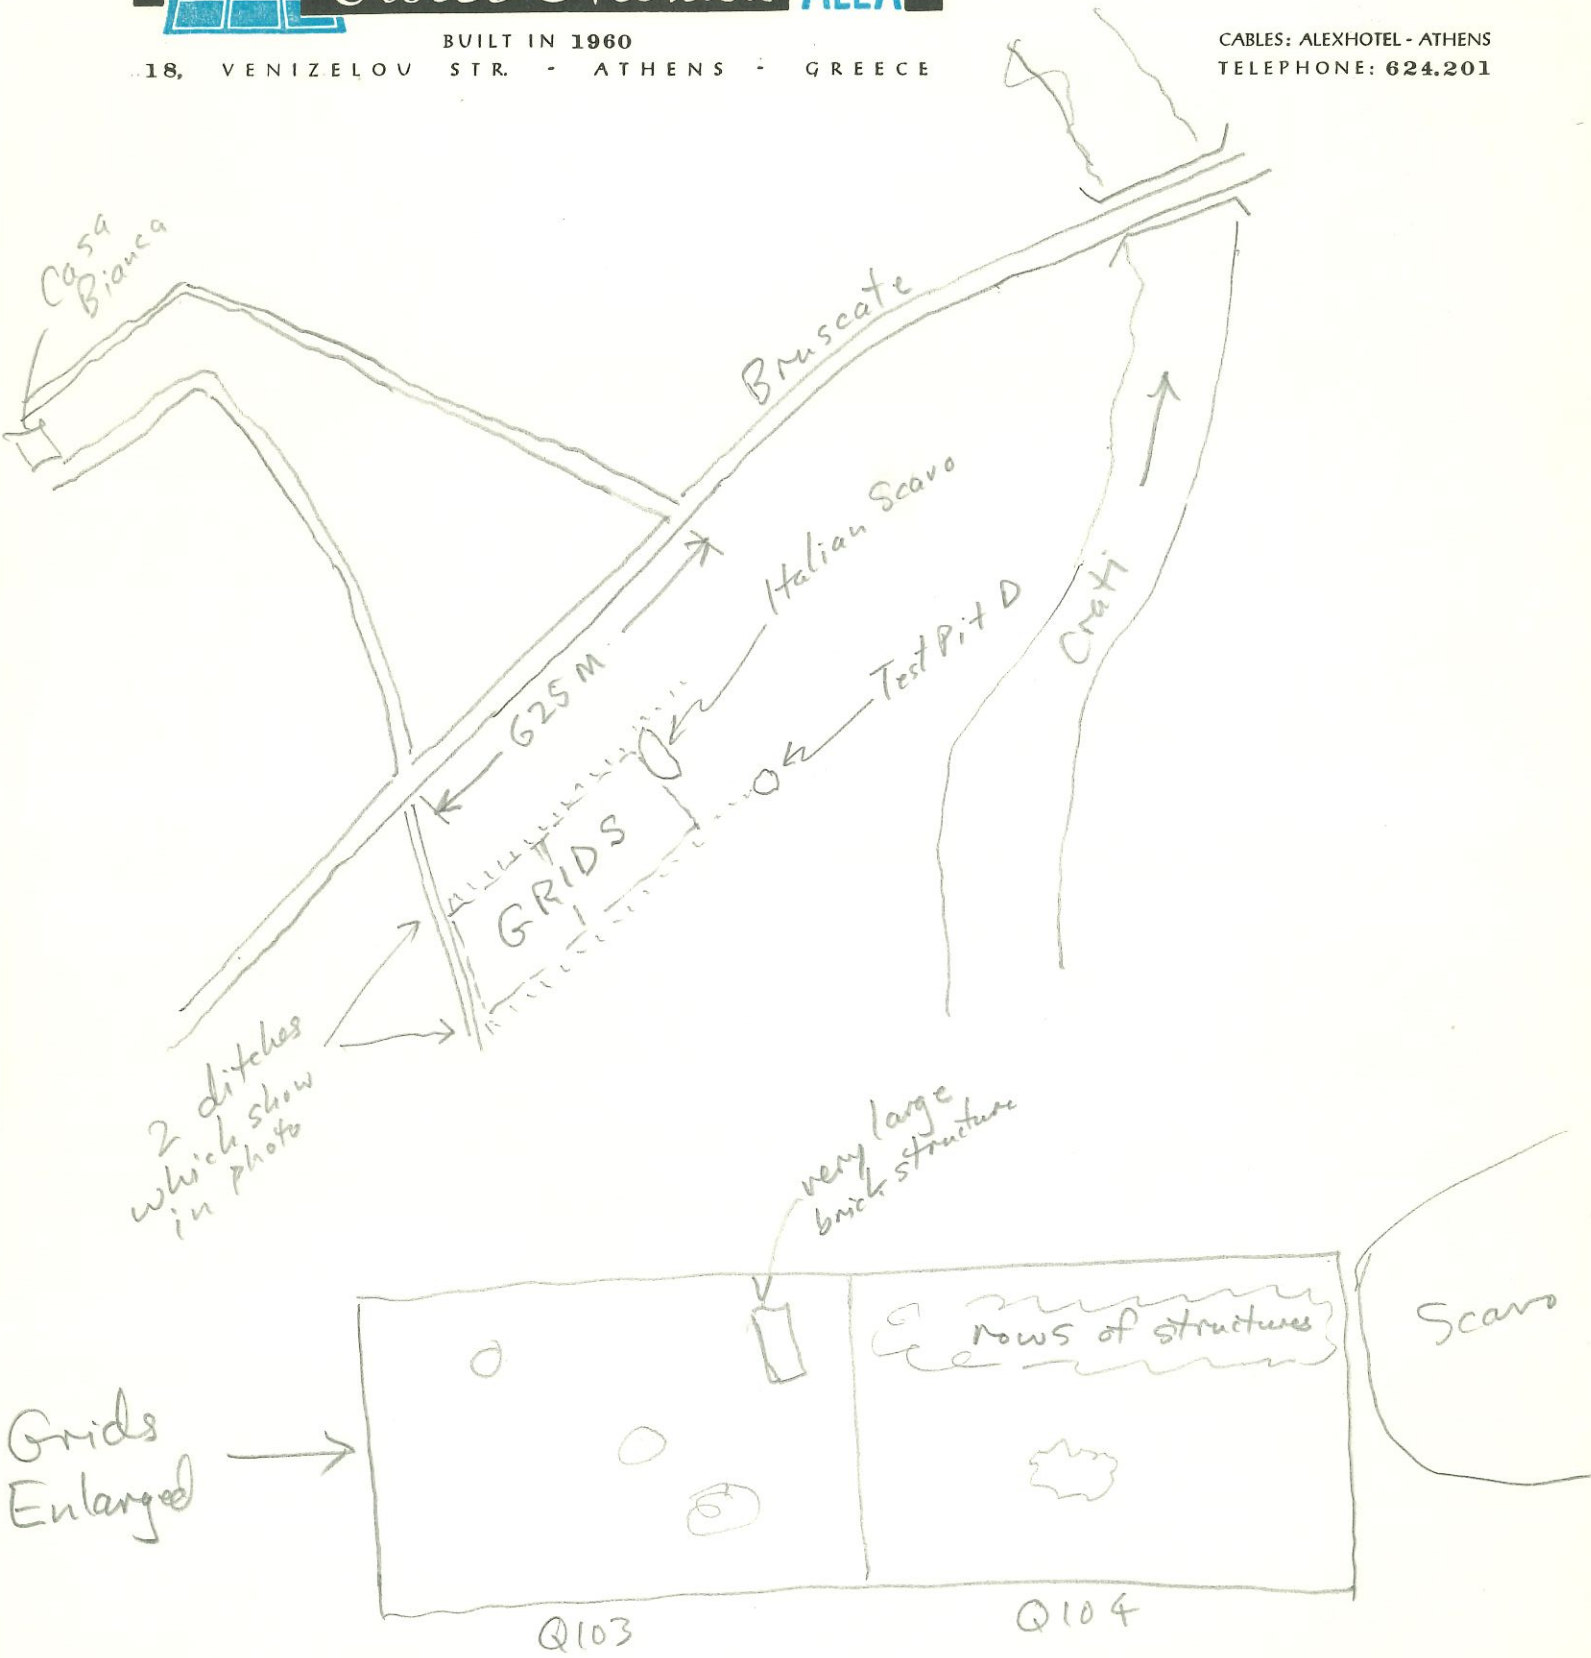 ALEX
BUILT IN 1960
18, VENIZELOU STR. - ATHENS - GREECE
CABLES: ALEXHOTEL - ATHENS
TELEPHONE: 624.201
Casa
Bianca
Bruscate
Italian Scavo
Test Pit D
Crati
625 M.
GRIDS
2 ditches
which show
in photo
very large
brick structure
rows of structures
Scavo
Grids
Enlarged
Q103
Q104